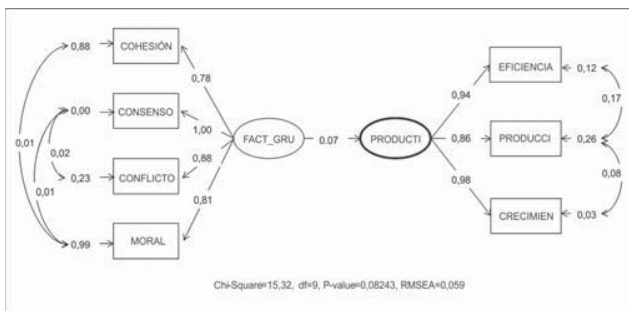 0,88
COHESIÓN
0,78
0,00
CONSENSO
1,00
0,01
0,02
0,01
0,23
CONFLICTO
0,88
0,81
0,99
MORAL
FACT_GRU
0.07
PRODUCTI
0,94
EFICIENCIA
0,12
0,17
0,86
PRODUCCI
0,26
0,08
0,98
CRECIMIEN
0,03
Chi-Square=15,32, df=9, P-value=0,08243, RMSEA=0,059